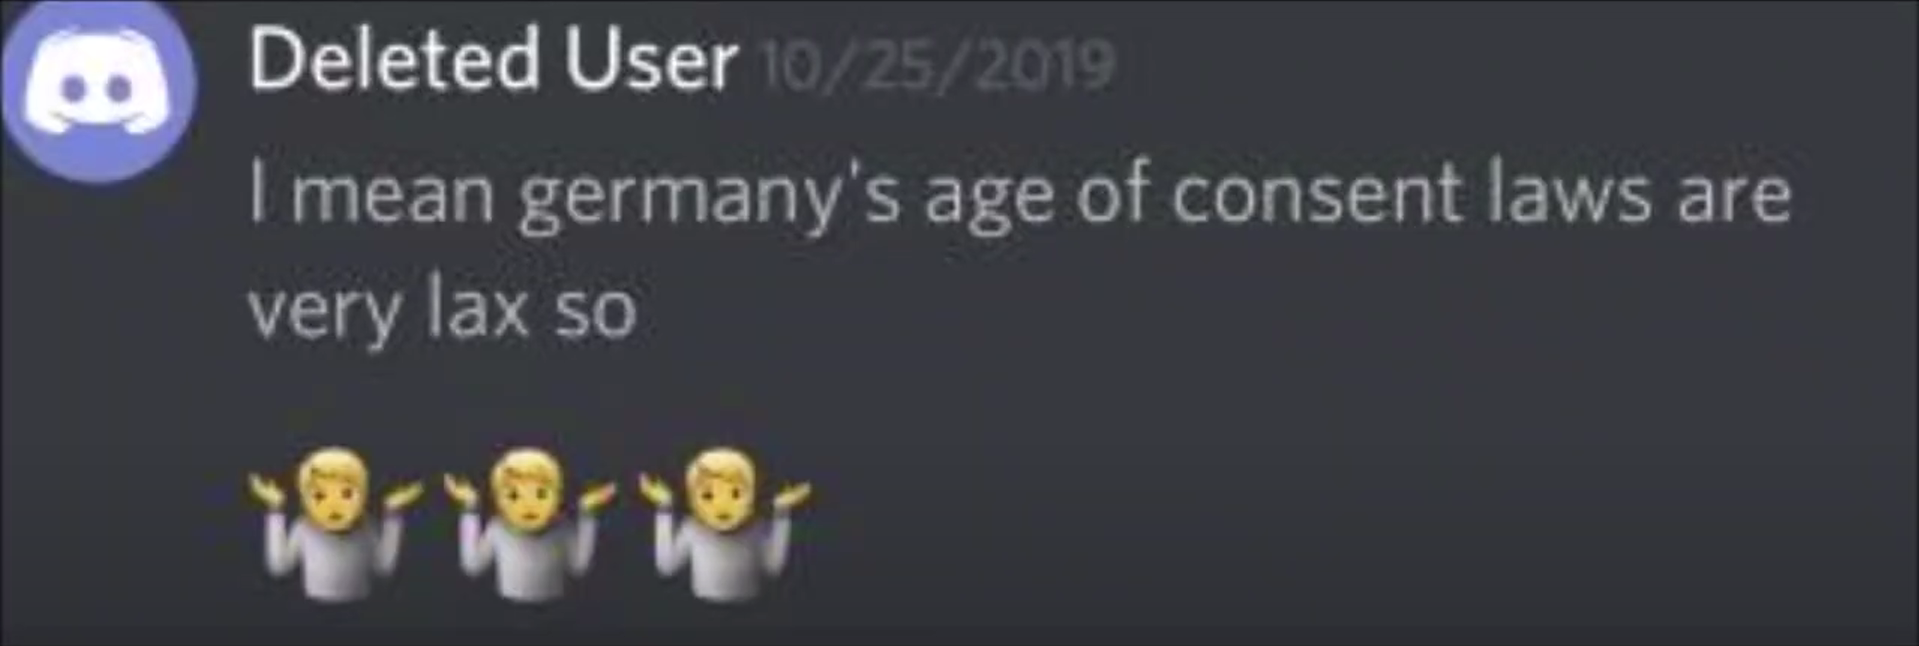 Deleted User 10/25/2019
I mean germany's age of consent laws are
very lax so
🤷🤷🤷